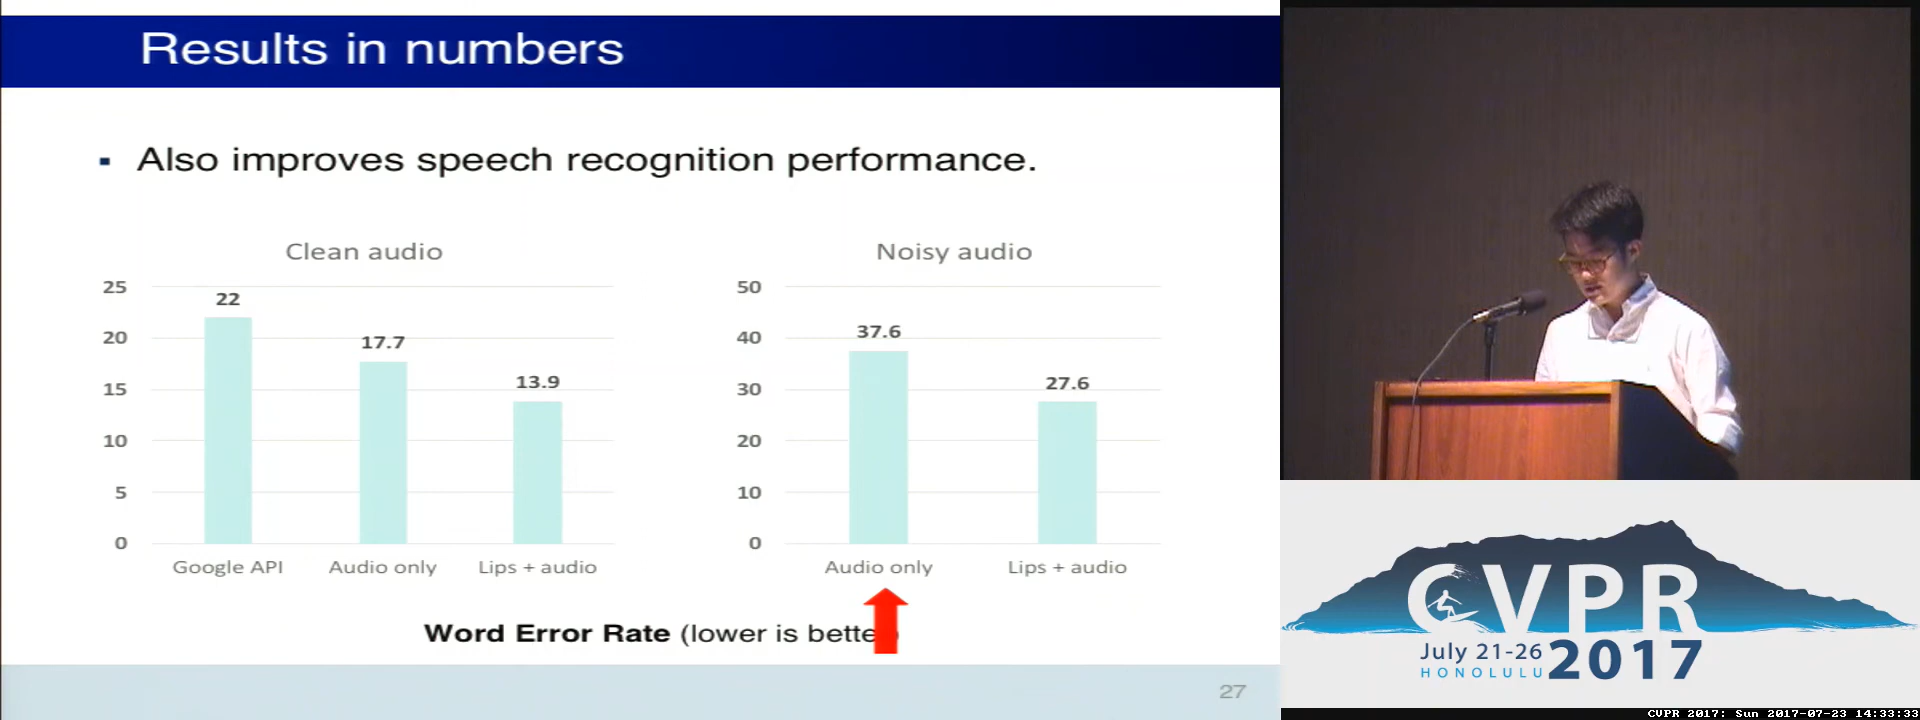 Results in numbers
▪ Also improves speech recognition performance.
Clean audio
25
20
15
10
5
0
22
17.7
13.9
Google API
Audio only
Lips + audio
Noisy audio
50
40
30
20
10
0
37.6
27.6
Audio only
Lips + audio
Word Error Rate (lower is bette
27
CVPR
July 21-26
HONOLULU
2017
CVPR 2017: Sun 2017-07-23 14:33:33